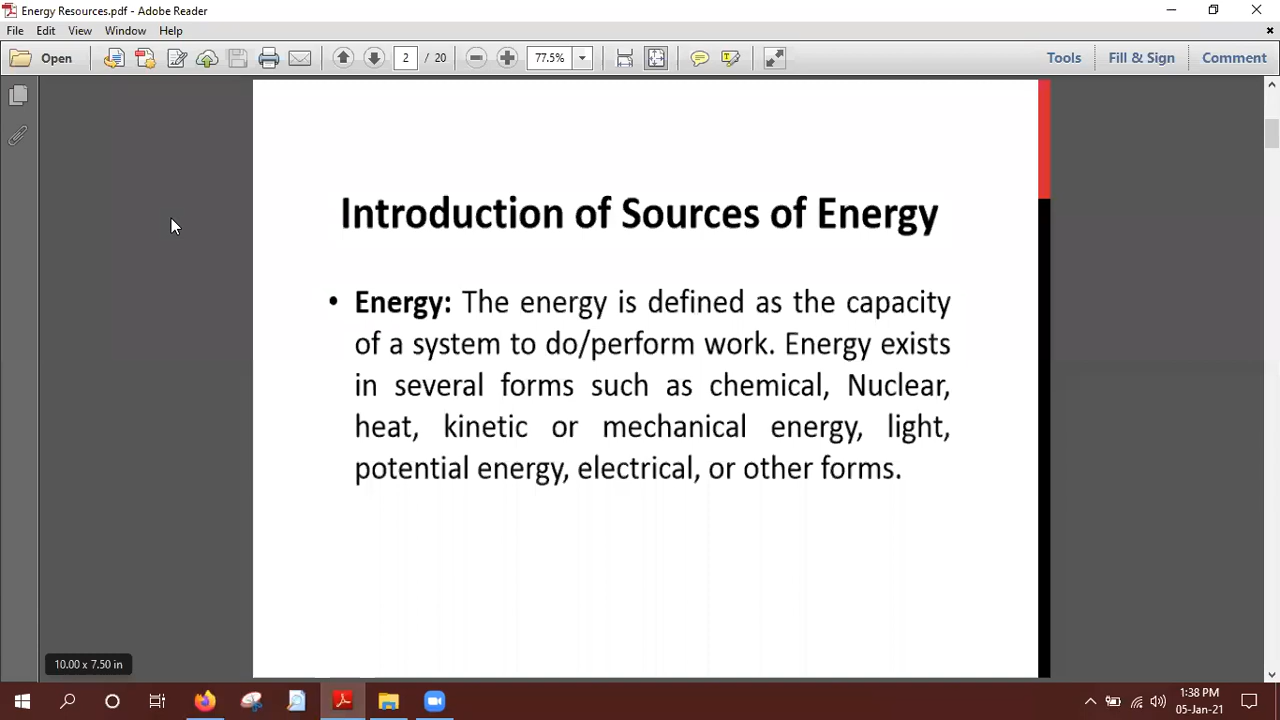 Energy Resources.pdf - Adobe Reader
File Edit View Window Help
Open 2 / 20 77.5% Tools Fill & Sign Comment
Introduction of Sources of Energy
• Energy: The energy is defined as the capacity
of a system to do/perform work. Energy exists
in several forms such as chemical, Nuclear,
heat, kinetic or mechanical energy, light,
potential energy, electrical, or other forms.
10.00 x 7.50 in
1:38 PM
05-Jan-21